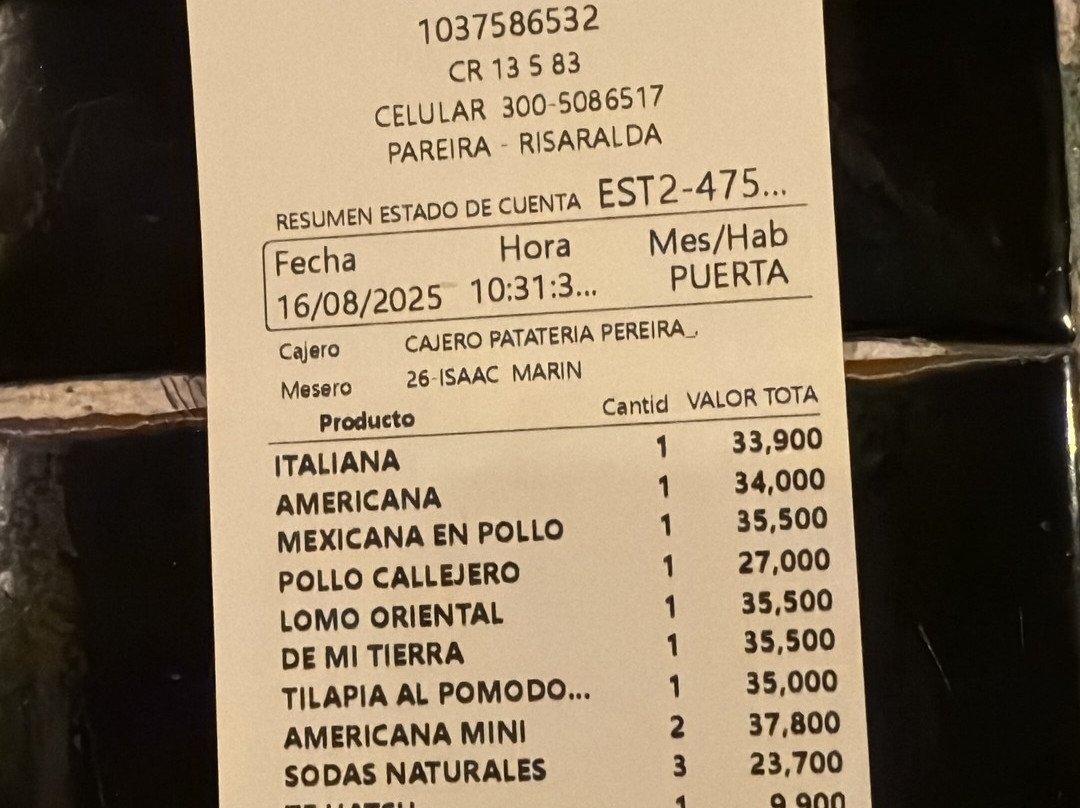 1037586532
CR 13 5 83
CELULAR 300-5086517
PAREIRA - RISARALDA
RESUMEN ESTADO DE CUENTA EST2-475...
Fecha Hora Mes/Hab
16/08/2025 10:31:3... PUERTA
Cajero CAJERO PATATERIA PEREIRA_.
Mesero 26-ISAAC MARIN
Producto Cantid VALOR TOTA
ITALIANA 1 33,900
AMERICANA 1 34,000
MEXICANA EN POLLO 1 35,500
POLLO CALLEJERO 1 27,000
LOMO ORIENTAL 1 35,500
DE MI TIERRA 1 35,500
TILAPIA AL POMODO... 1 35,000
AMERICANA MINI 2 37,800
SODAS NATURALES 3 23,700
1 9,900